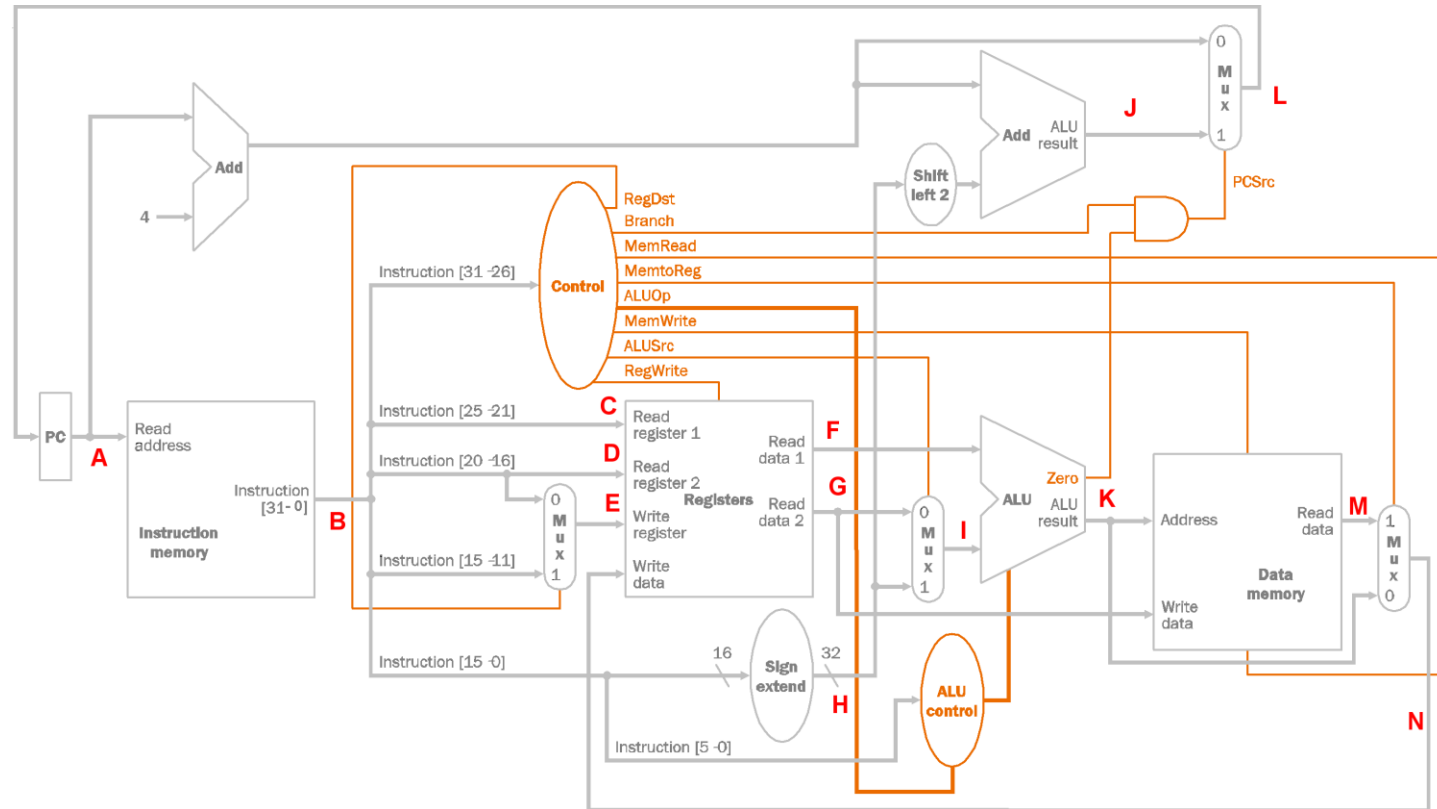 0
M
u
x
1
L
J
Add
ALU
result
Add
4
Shift
left 2
PCSrc
RegDst
Branch
MemRead
MemtoReg
ALUOp
MemWrite
ALUSrc
RegWrite
Control
Instruction [31-26]
PC
A
Read
address
Instruction
[31-0]
Instruction
memory
B
Instruction [25-21]
Instruction [20-16]
Instruction [15-11]
Instruction [15-0]
Instruction [5-0]
0
M
u
x
1
C
D
E
Read
register 1
Read
register 2
Write
register
Write
data
Registers
Read
data 1
Read
data 2
F
G
0
M
u
x
1
I
Zero
ALU
ALU
result
K
Address
Write
data
Read
data
Data
memory
M
1
M
u
x
0
N
16
Sign
extend
32
H
ALU
control